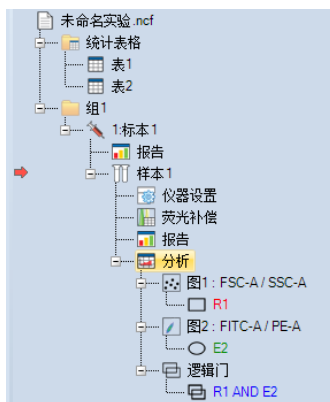 未命名实验.ncf
统计表格
表1
表2
组1
1:标本1
报告
样本1
仪器设置
荧光补偿
报告
分析
图1 : FSC-A / SSC-A
R1
图2 : FITC-A / PE-A
E2
逻辑门
R1 AND E2